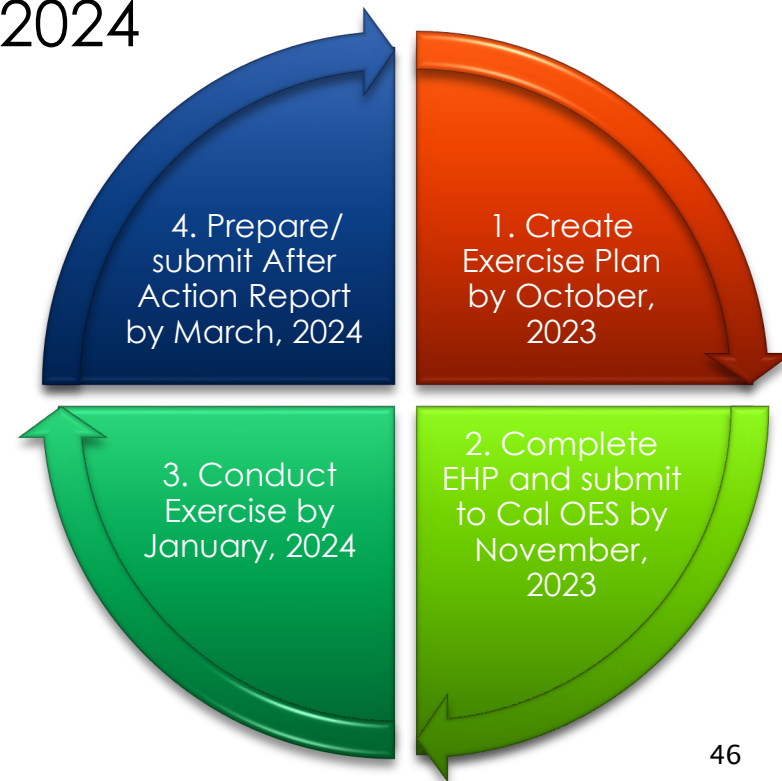 2024
4. Prepare/
submit After
Action Report
by March, 2024
1. Create
Exercise Plan
by October,
2023
3. Conduct
Exercise by
January, 2024
2. Complete
EHP and submit
to Cal OES by
November,
2023
46